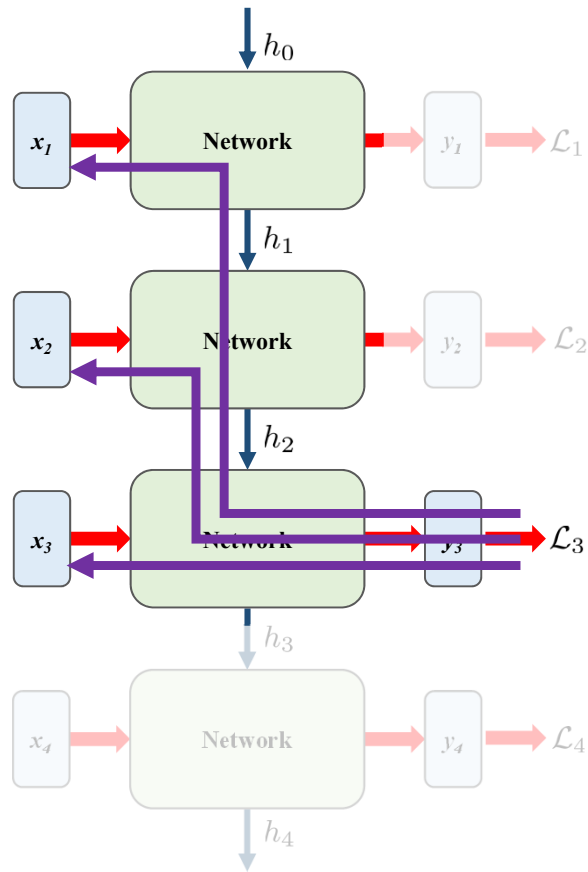 h₀
x₁ Network y₁ ℒ₁
h₁
x₂ Network y₂ ℒ₂
h₂
x₃ Network y₃ ℒ₃
h₃
x₄ Network y₄ ℒ₄
h₄